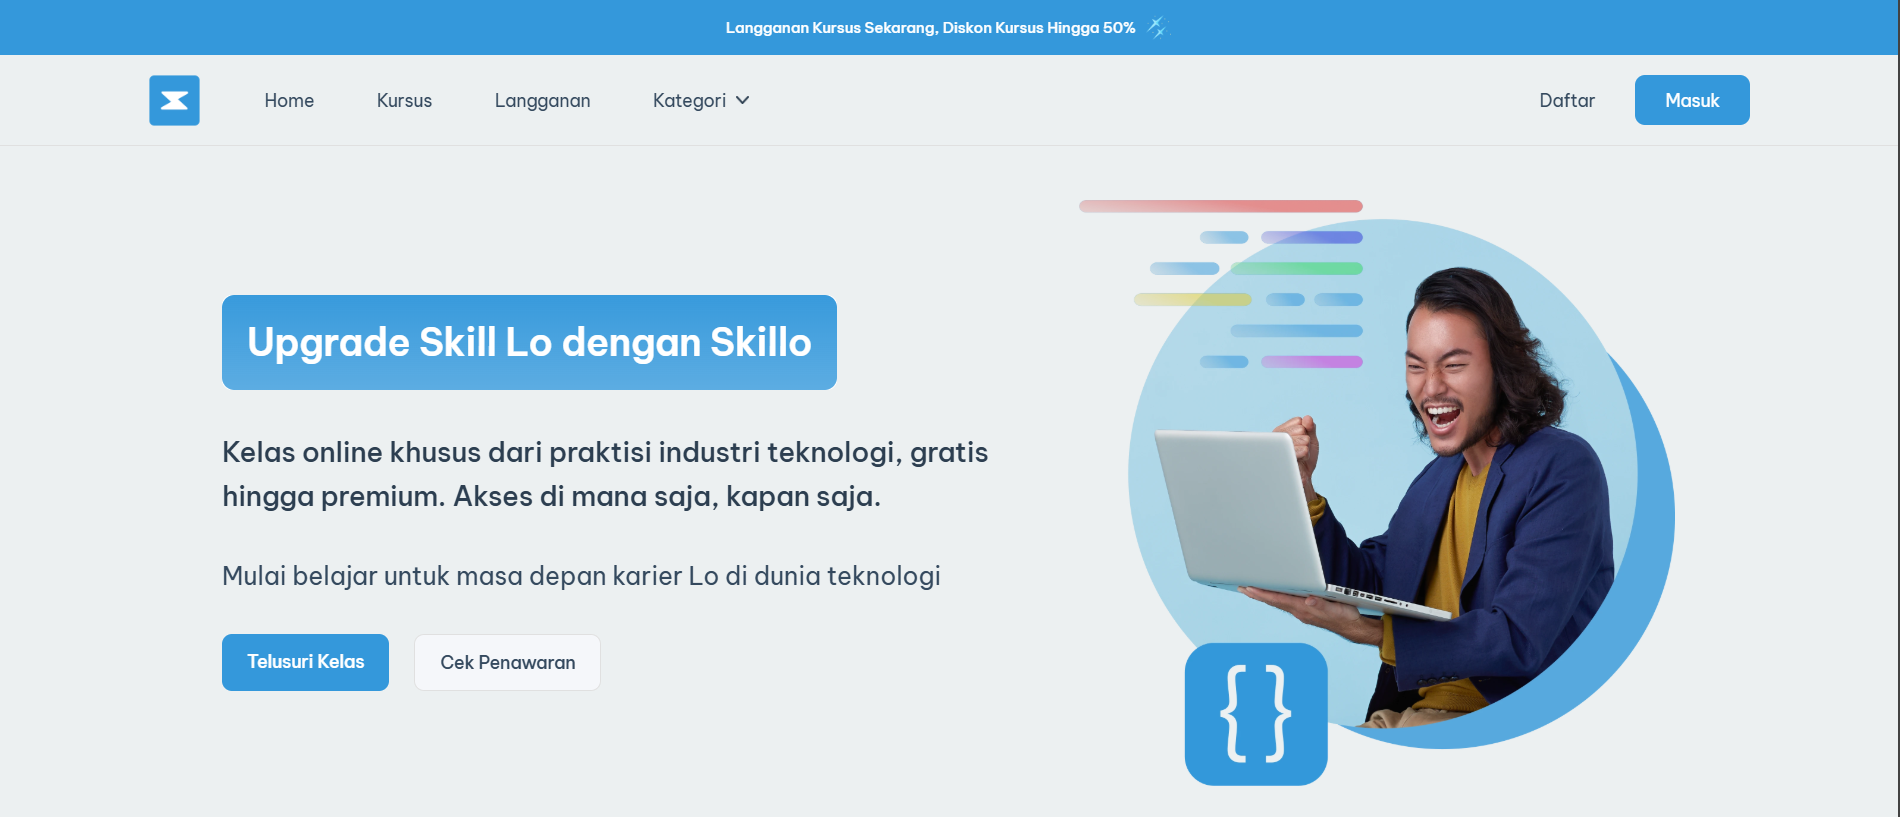 Langganan Kursus Sekarang, Diskon Kursus Hingga 50%
Home
Kursus
Langganan
Kategori
Daftar
Masuk
Upgrade Skill Lo dengan Skillo
Kelas online khusus dari praktisi industri teknologi, gratis
hingga premium. Akses di mana saja, kapan saja.
Mulai belajar untuk masa depan karier Lo di dunia teknologi
Telusuri Kelas
Cek Penawaran
{ }